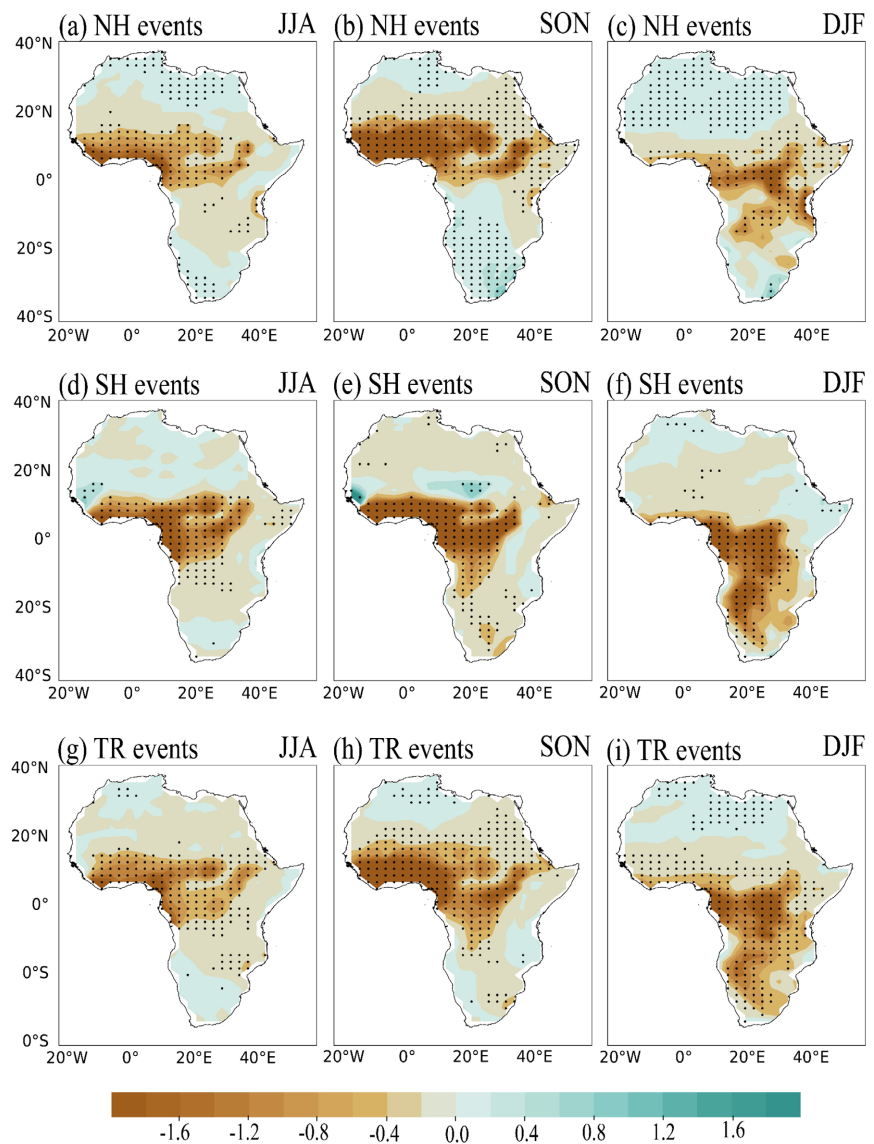 (a) NH events JJA (b) NH events SON (c) NH events DJF
40°N
20°N
0°
20°S
40°S
20°W 0° 20°E 40°E 20°W 0° 20°E 40°E 20°W 0° 20°E 40°E
(d) SH events JJA (e) SH events SON (f) SH events DJF
40°N
20°N
0°
20°S
40°S
20°W 0° 20°E 40°E 20°W 0° 20°E 40°E 20°W 0° 20°E 40°E
(g) TR events JJA (h) TR events SON (i) TR events DJF
40°N
20°N
0°
0°S
0°S
20°W 0° 20°E 40°E 20°W 0° 20°E 40°E 20°W 0° 20°E 40°E
-1.6 -1.2 -0.8 -0.4 0.0 0.4 0.8 1.2 1.6